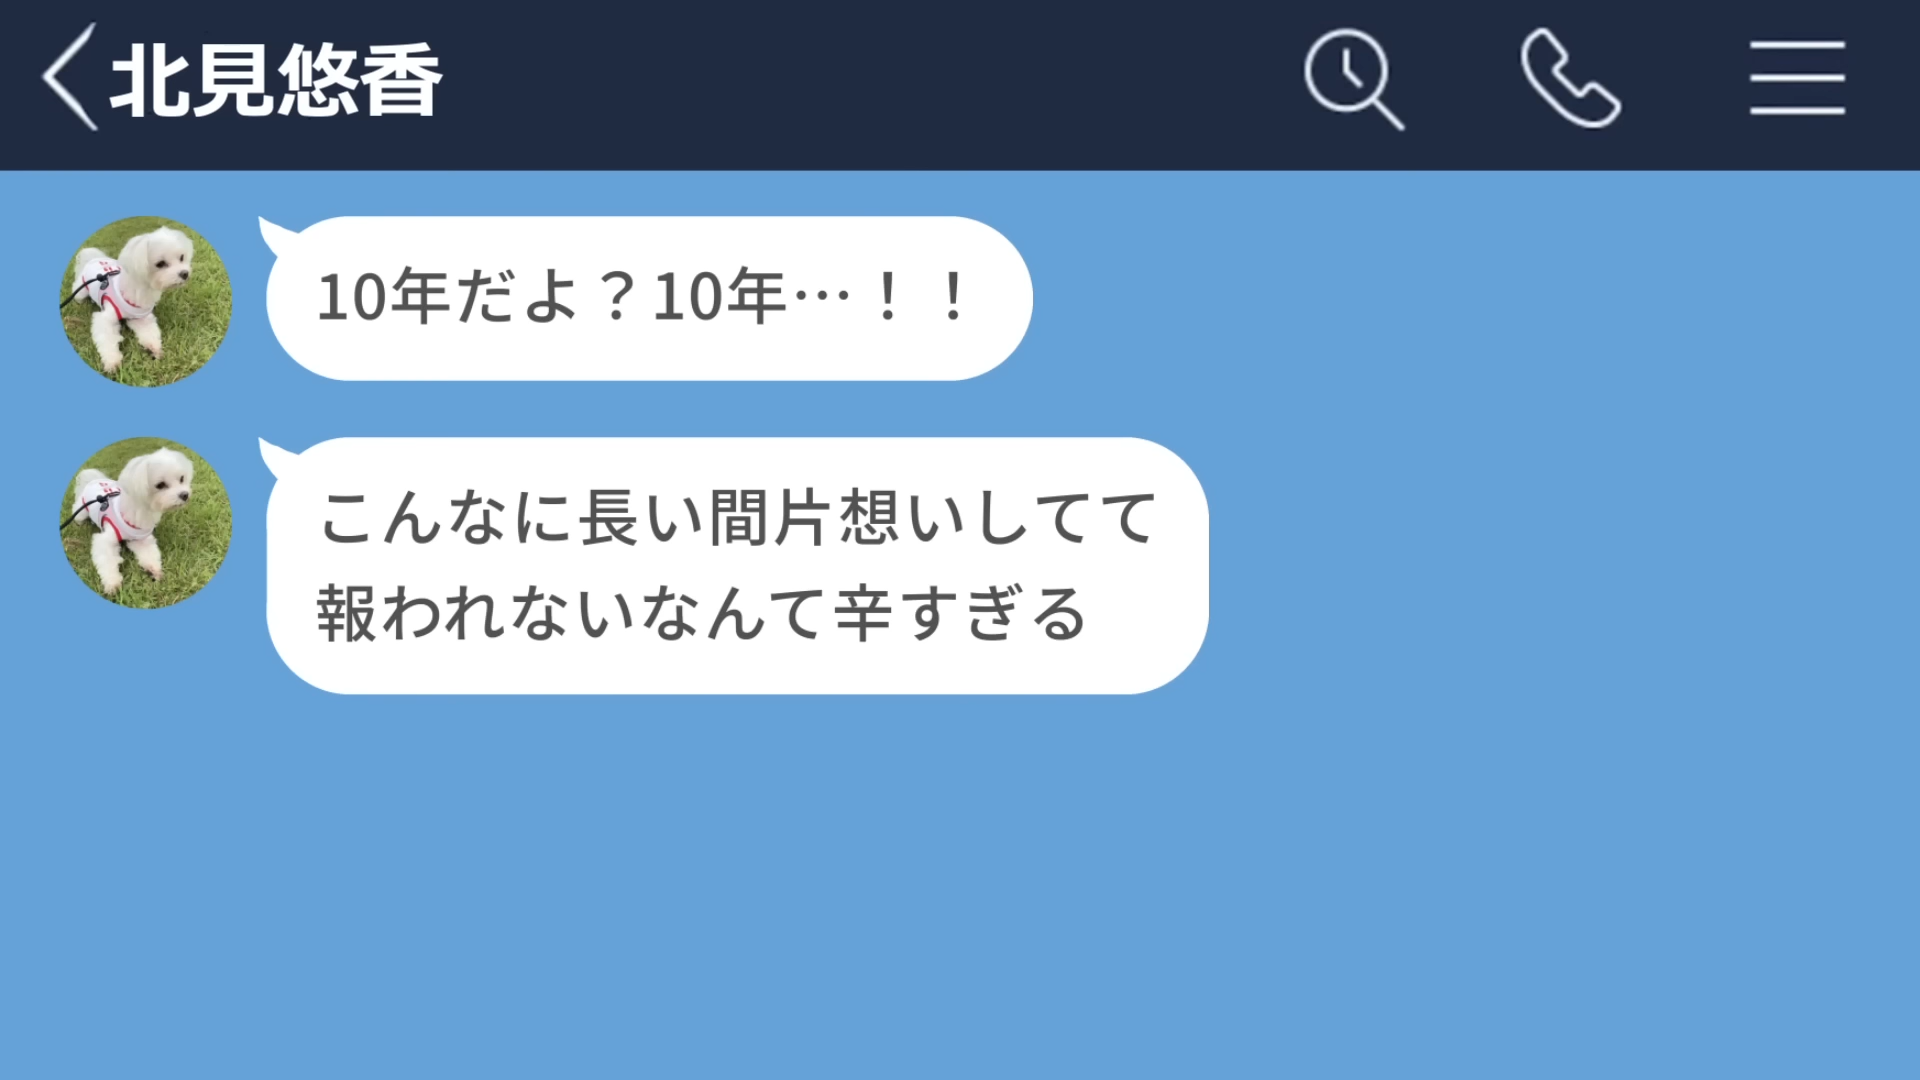 北見悠香
10年だよ？10年…！！
こんなに長い間片想いしてて
報われないなんて辛すぎる